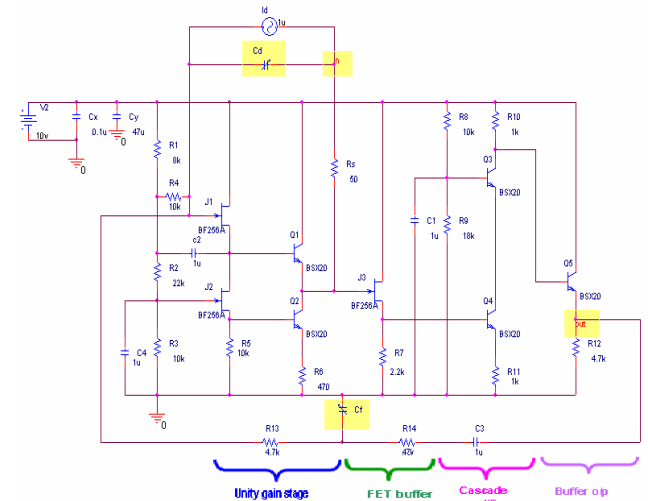 Id
1u
Cd
V2
10v
Cx
0.1u
Cy
47u
0
0
R1
8k
R4
10k
J1
BF256A
c2
1u
R2
22k
J2
BF256A
C4
1u
R3
10k
R5
10k
0
Q1
BSX20
Q2
BSX20
R6
470
Rs
50
J3
BF256A
R7
2.2k
R8
10k
C1
1u
R9
18k
R10
1k
Q3
BSX20
Q4
BSX20
R11
1k
Q5
BSX20
out
R12
4.7k
Cf
R13
4.7k
R14
C3
1u
Unity gain stage
FET buffer
Cascade
Buffer o/p